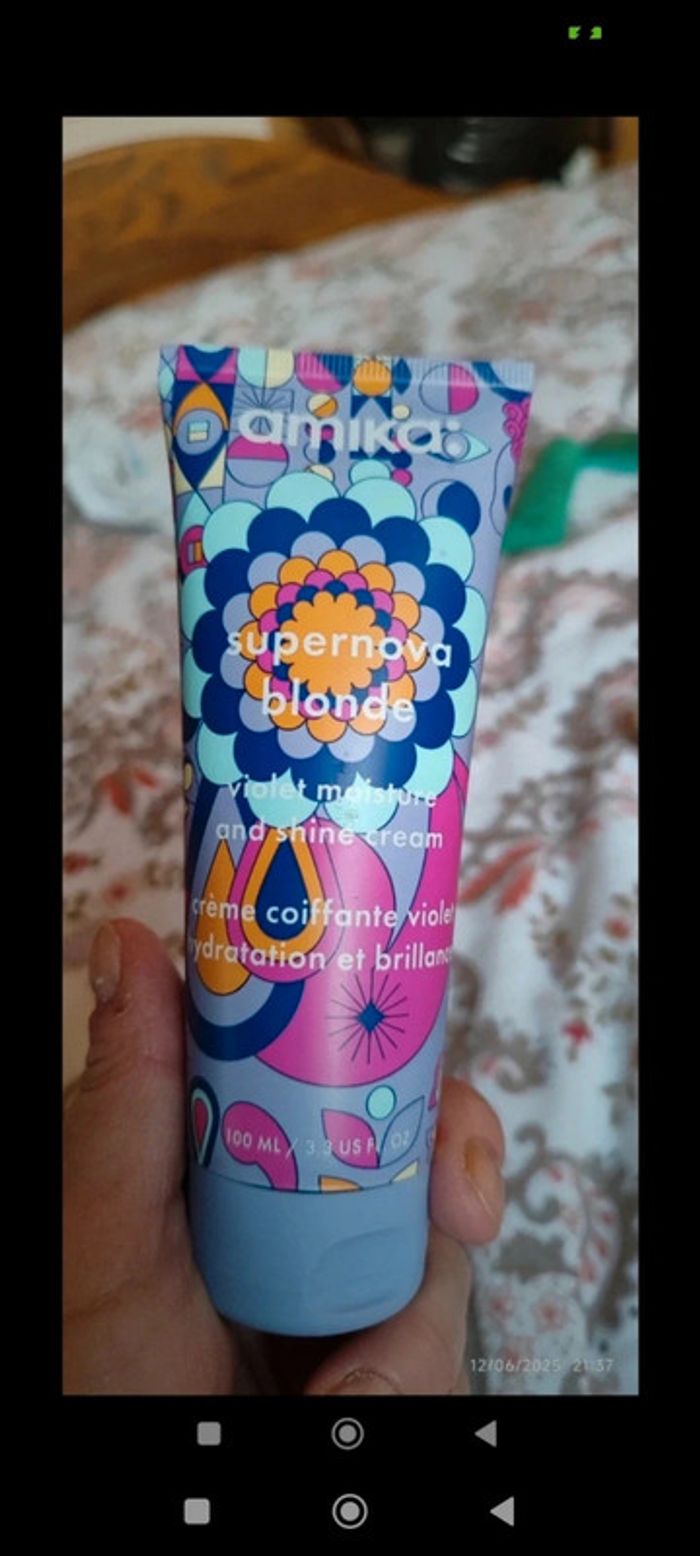 amika:
supernova
blonde
violet moisture
and shine cream
crème coiffante violet
hydratation et brillance
100 ML / 3.3 US FL OZ
12/06/2025 21:37